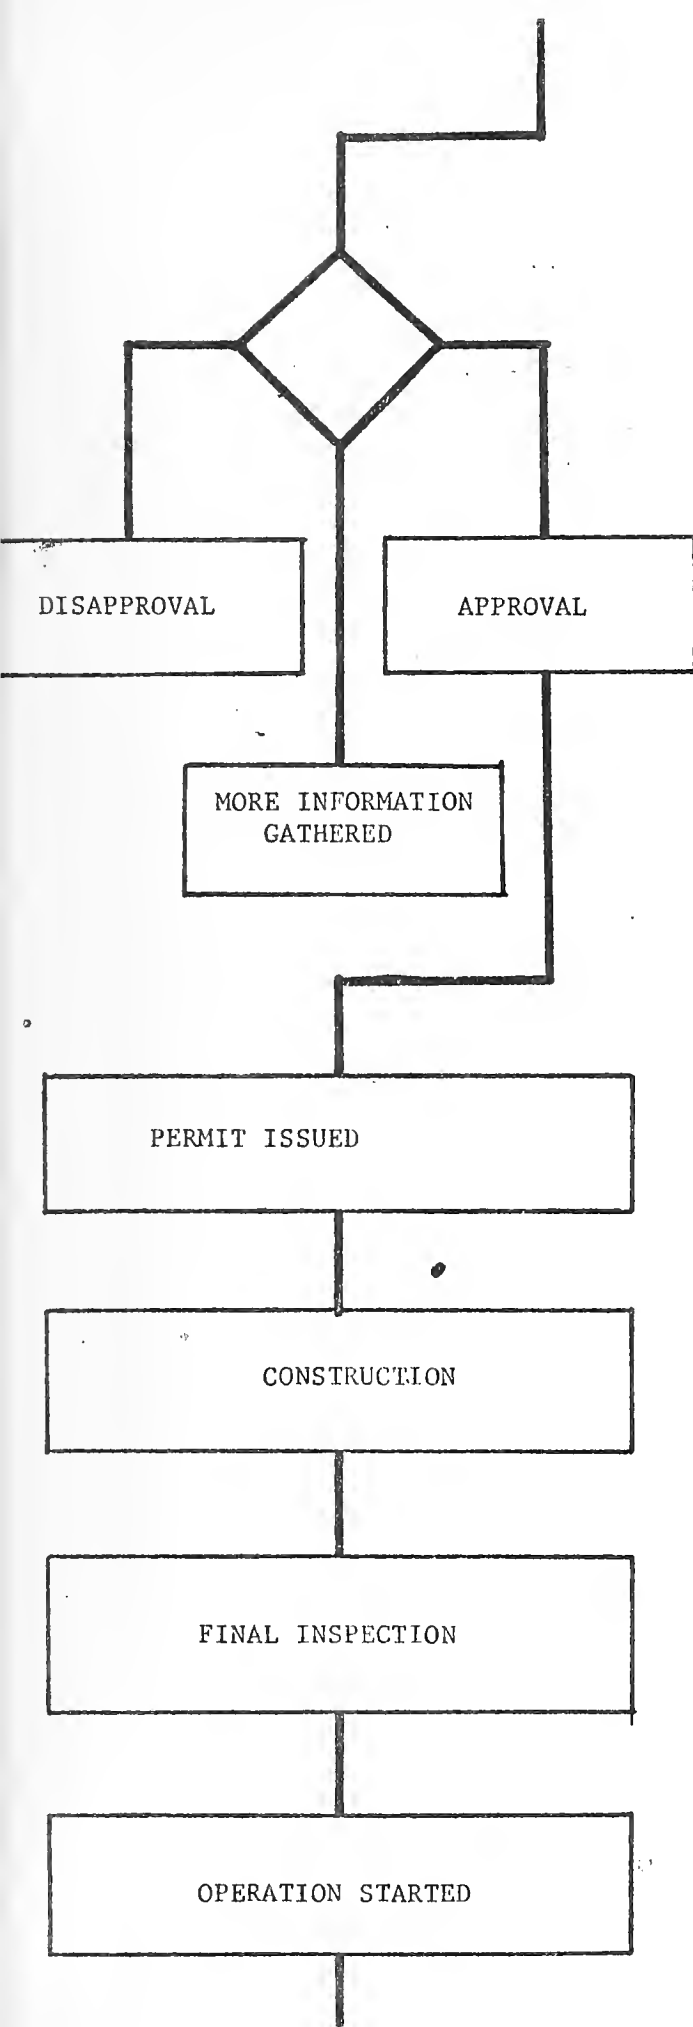 DISAPPROVAL
APPROVAL
MORE INFORMATION
GATHERED
PERMIT ISSUED
CONSTRUCTION
FINAL INSPECTION
OPERATION STARTED